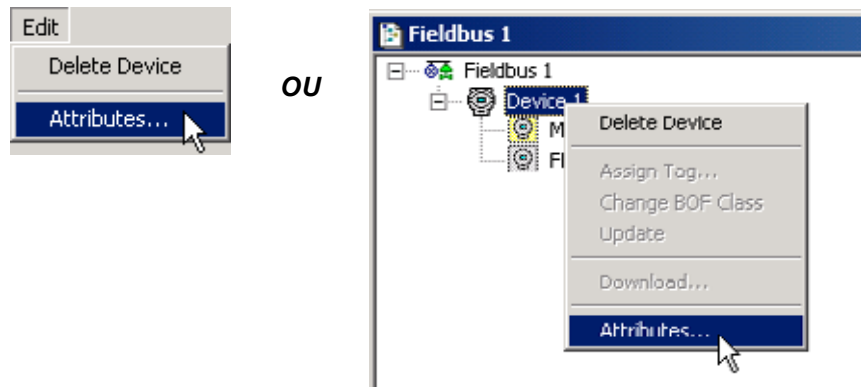 Edit
Delete Device
Attributes...
OU
Fieldbus 1
Fieldbus 1
Device 1
M
Fl
Delete Device
Assign Tag...
Change BOF Class
Update
Download...
Attributes...